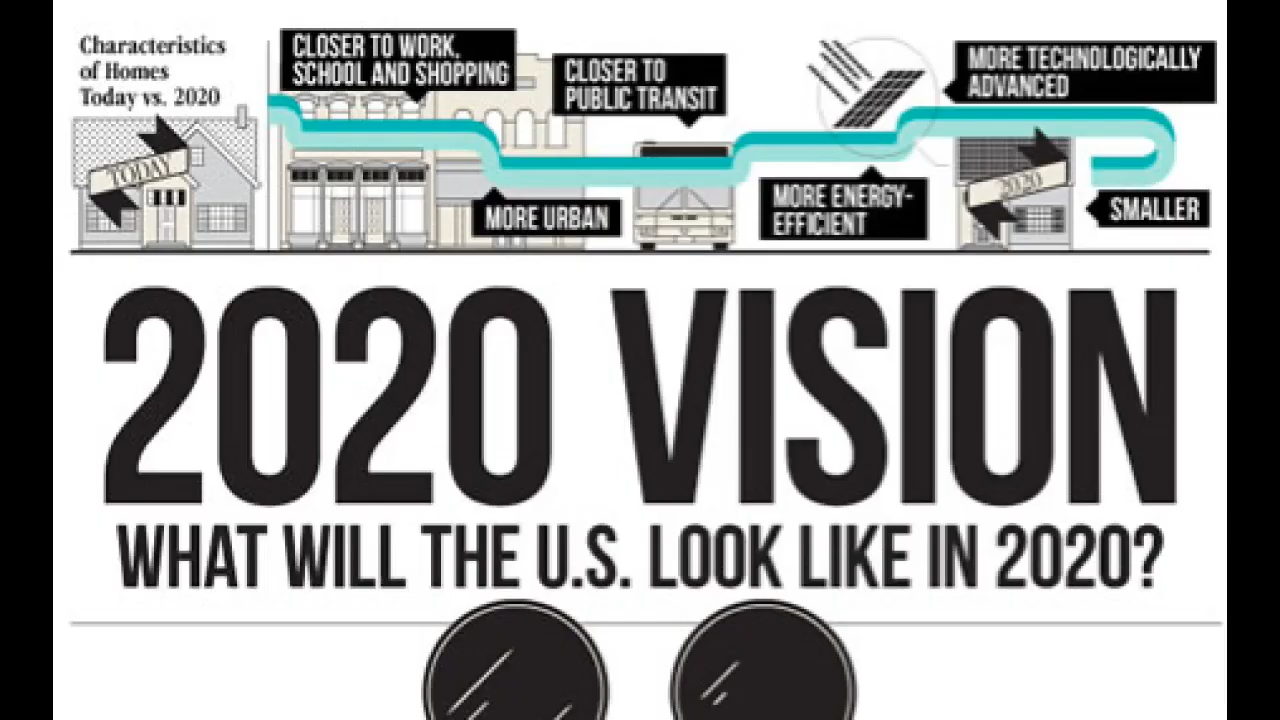 Characteristics
of Homes
Today vs. 2020
TODAY
CLOSER TO WORK,
SCHOOL AND SHOPPING
MORE URBAN
CLOSER TO
PUBLIC TRANSIT
MORE ENERGY-
EFFICIENT
MORE TECHNOLOGICALLY
ADVANCED
2020
SMALLER
2020 VISION
WHAT WILL THE U.S. LOOK LIKE IN 2020?